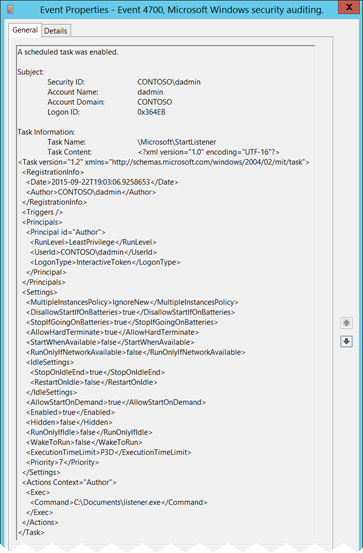 Event Properties - Event 4700, Microsoft Windows security auditing.
x
General Details
A scheduled task was enabled.
Subject:
Security ID: CONTOSO\dadmin
Account Name: dadmin
Account Domain: CONTOSO
Logon ID: 0x364EB
Task Information:
Task Name: \Microsoft\StartListener
Task Content: <?xml version="1.0" encoding="UTF-16"?>
<Task version="1.2" xmlns="http://schemas.microsoft.com/windows/2004/02/mit/task">
<RegistrationInfo>
<Date>2015-09-22T19:03:06.9258653</Date>
<Author>CONTOSO\dadmin</Author>
</RegistrationInfo>
<Triggers />
<Principals>
<Principal id="Author">
<RunLevel>LeastPrivilege</RunLevel>
<UserId>CONTOSO\dadmin</UserId>
<LogonType>InteractiveToken</LogonType>
</Principal>
</Principals>
<Settings>
<MultipleInstancesPolicy>IgnoreNew</MultipleInstancesPolicy>
<DisallowStartIfOnBatteries>true</DisallowStartIfOnBatteries>
<StopIfGoingOnBatteries>true</StopIfGoingOnBatteries>
<AllowHardTerminate>true</AllowHardTerminate>
<StartWhenAvailable>false</StartWhenAvailable>
<RunOnlyIfNetworkAvailable>false</RunOnlyIfNetworkAvailable>
<IdleSettings>
<StopOnIdleEnd>true</StopOnIdleEnd>
<RestartOnIdle>false</RestartOnIdle>
</IdleSettings>
<AllowStartOnDemand>true</AllowStartOnDemand>
<Enabled>true</Enabled>
<Hidden>false</Hidden>
<RunOnlyIfIdle>false</RunOnlyIfIdle>
<WakeToRun>false</WakeToRun>
<ExecutionTimeLimit>P3D</ExecutionTimeLimit>
<Priority>7</Priority>
</Settings>
<Actions Context="Author">
<Exec>
<Command>C:\Documents\listener.exe</Command>
</Exec>
</Actions>
</Task>